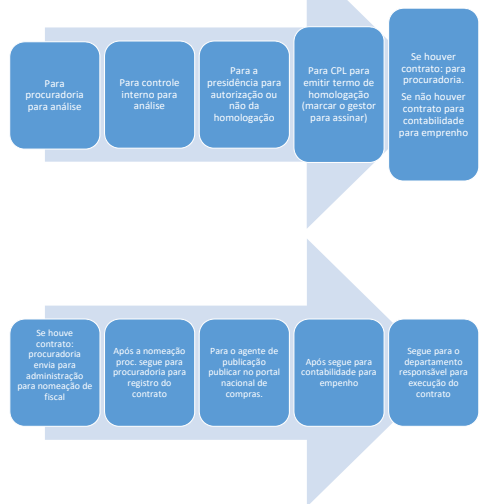 Para
procuradoria
para análise
Para controle
interno para
análise
Para a
presidência para
autorização ou
não da
homologação
Para CPL para
emitir termo de
homologação
(marcar o gestor
para assinar)
Se houver
contrato: para
procuradoria.
Se não houver
contrato para
contabilidade
para emprenho
Se houve
contrato:
procuradoria
envia para
administração
para nomeação de
fiscal
Após a nomeação
proc. segue para
procuradoria para
registro do
contrato
Para o agente de
publicação
publicar no portal
nacional de
compras.
Após segue para
contabilidade para
empenho
Segue para o
departamento
responsável para
execução do
contrato